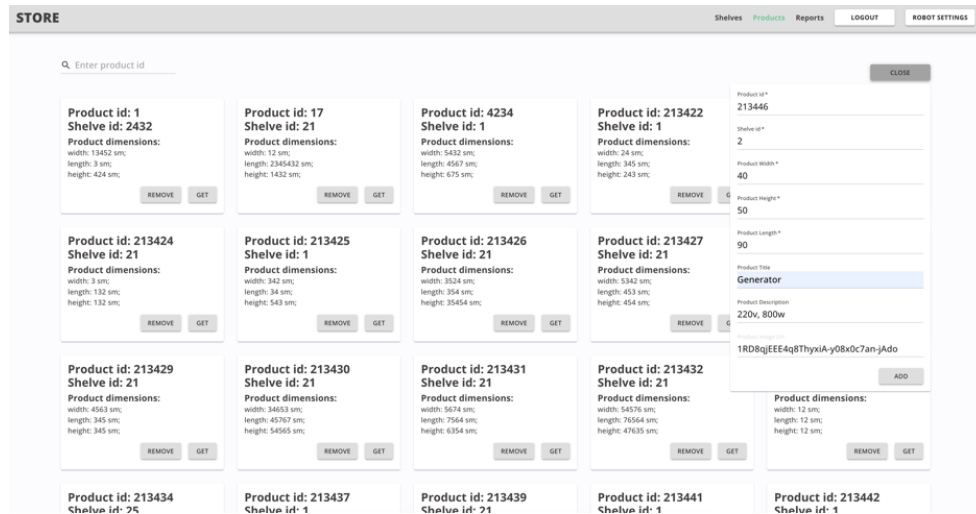 STORE
Shelves Products Reports LOGOUT ROBOT SETTINGS
Enter product id
CLOSE
Product id: 1
Shelve id: 2432
Product dimensions:
width: 13452 sm;
length: 3 sm;
height: 424 sm;
REMOVE GET
Product id: 17
Shelve id: 21
Product dimensions:
width: 12 sm;
length: 2345432 sm;
height: 1432 sm;
REMOVE GET
Product id: 4234
Shelve id: 1
Product dimensions:
width: 5432 sm;
length: 4567 sm;
height: 675 sm;
REMOVE GET
Product id: 213422
Shelve id: 1
Product dimensions:
width: 24 sm;
length: 345 sm;
height: 243 sm;
REMOVE
Product id *
213446
Shelve id *
2
Product Width *
40
Product Height *
50
Product Length *
90
Product Title
Generator
Product Description
220v, 800w
1RD8qjEEE4q8ThyxiA-y08x0c7an-jAdo
ADD
Product id: 213424
Shelve id: 21
Product dimensions:
width: 3 sm;
length: 132 sm;
height: 132 sm;
REMOVE GET
Product id: 213425
Shelve id: 1
Product dimensions:
width: 342 sm;
length: 34 sm;
height: 543 sm;
REMOVE GET
Product id: 213426
Shelve id: 21
Product dimensions:
width: 3524 sm;
length: 354 sm;
height: 35454 sm;
REMOVE GET
Product id: 213427
Shelve id: 21
Product dimensions:
width: 5342 sm;
length: 453 sm;
height: 454 sm;
REMOVE
Product id: 213429
Shelve id: 21
Product dimensions:
width: 4563 sm;
length: 345 sm;
height: 345 sm;
REMOVE GET
Product id: 213430
Shelve id: 21
Product dimensions:
width: 34653 sm;
length: 45767 sm;
height: 54565 sm;
REMOVE GET
Product id: 213431
Shelve id: 21
Product dimensions:
width: 5674 sm;
length: 7564 sm;
height: 6354 sm;
REMOVE GET
Product id: 213432
Shelve id: 21
Product dimensions:
width: 54576 sm;
length: 76564 sm;
height: 47635 sm;
REMOVE GET
Product dimensions:
width: 12 sm;
length: 12 sm;
height: 12 sm;
REMOVE GET
Product id: 213434
Shelve id: 25
Product id: 213437
Shelve id: 1
Product id: 213439
Shelve id: 21
Product id: 213441
Shelve id: 1
Product id: 213442
Shelve id: 1